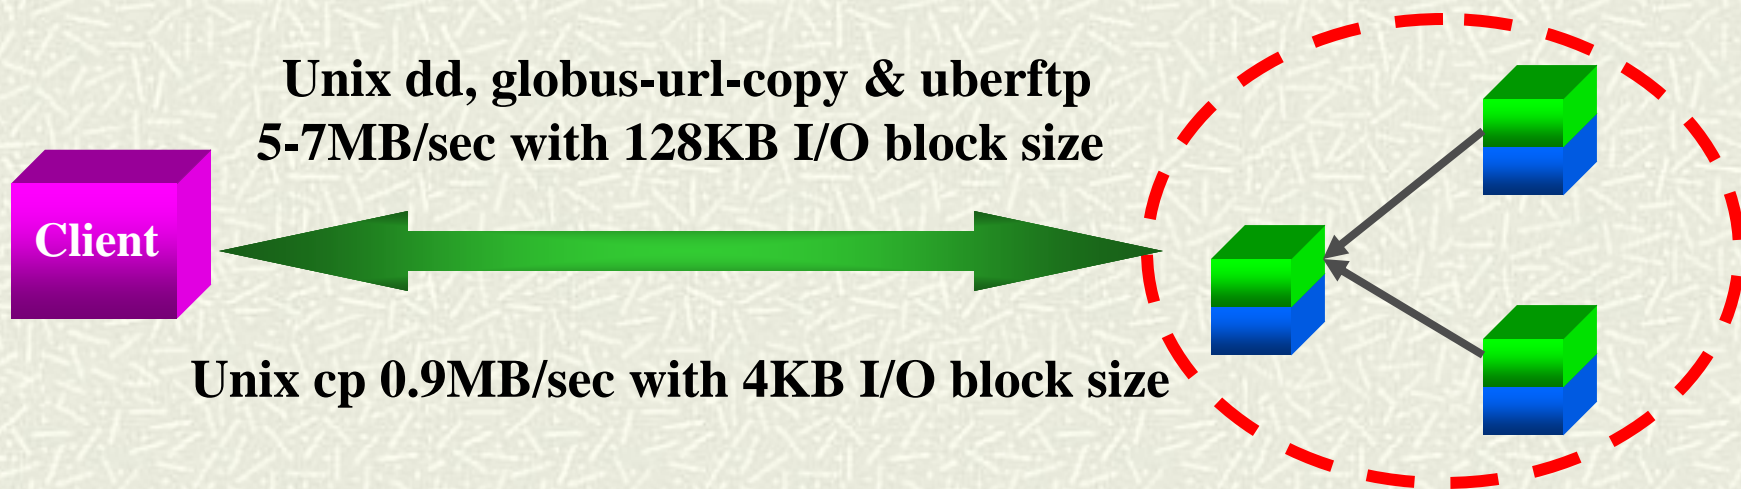 Unix dd, globus-url-copy & uberftp
5-7MB/sec with 128KB I/O block size
Client
Unix cp 0.9MB/sec with 4KB I/O block size